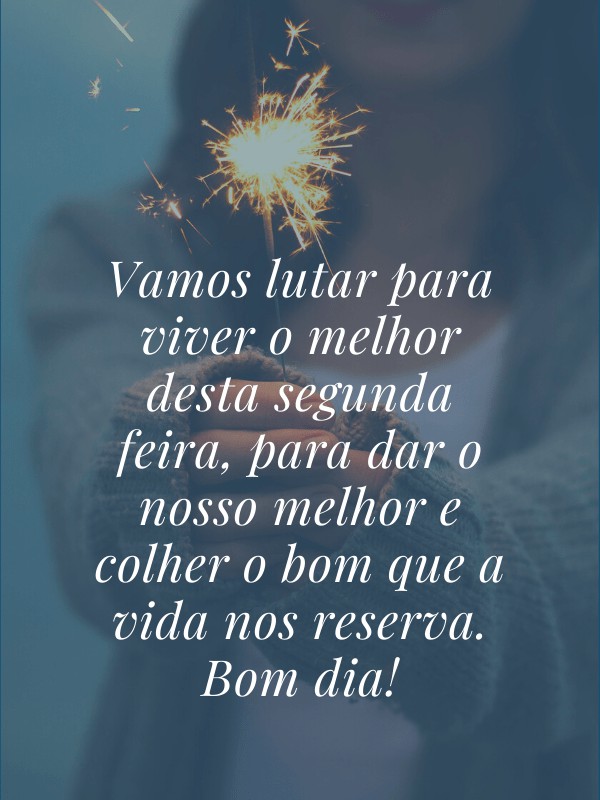 Vamos lutar para
viver o melhor
desta segunda
feira, para dar o
nosso melhor e
colher o bom que a
vida nos reserva.
Bom dia!